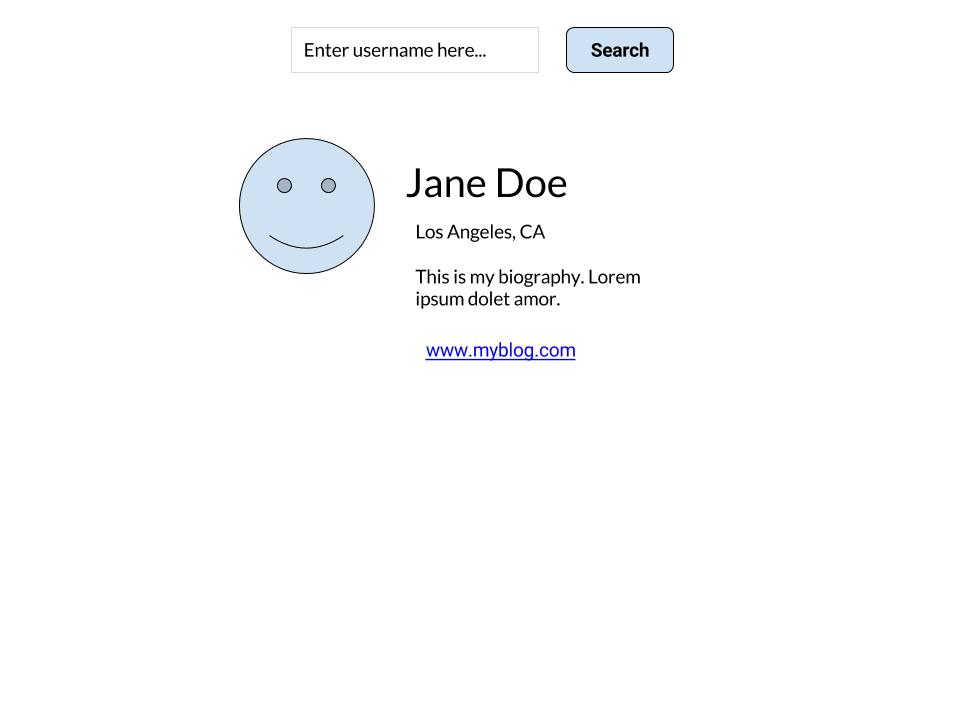 Enter username here...
Search
Jane Doe
Los Angeles, CA
This is my biography. Lorem
ipsum dolet amor.
www.myblog.com